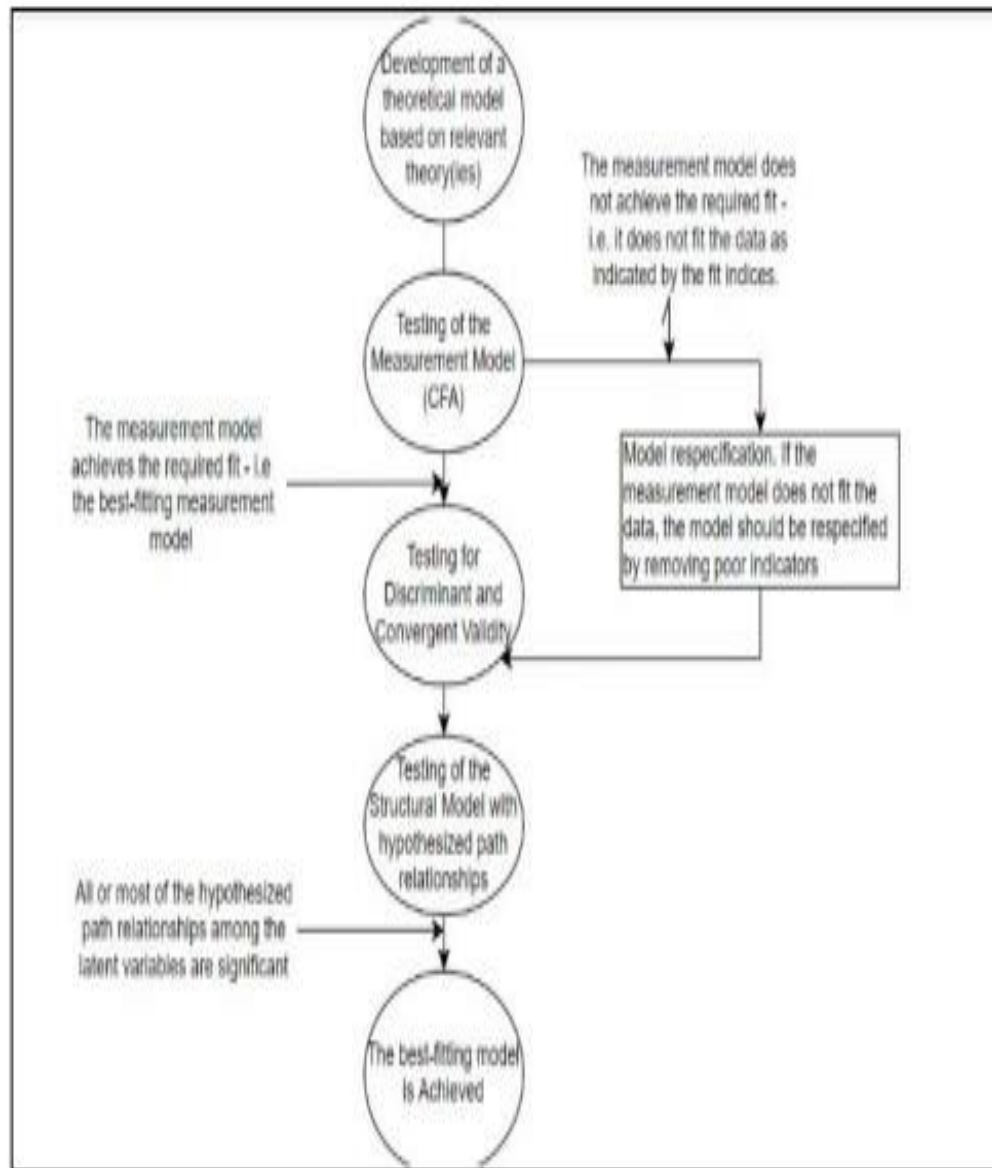 Development of a
theoretical model
based on relevant
theory(ies)
The measurement model does
not achieve the required fit -
i.e. it does not fit the data as
indicated by the fit indices.
Testing of the
Measurement Model
(CFA)
The measurement model
achieves the required fit - i.e
the best-fitting measurement
model
Model respecification. If the
measurement model does not fit the
data, the model should be respecified
by removing poor indicators
Testing for
Discriminant and
Convergent Validity
Testing of the
Structural Model with
hypothesized path
relationships
All or most of the hypothesized
path relationships among the
latent variables are significant
The best-fitting model
is Achieved